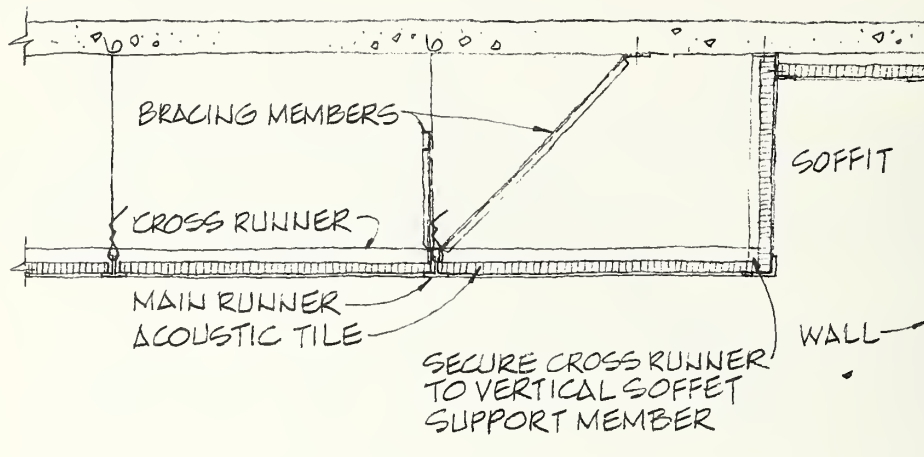 BRACING MEMBERS
SOFFIT
CROSS RUNNER
MAIN RUNNER
ACOUSTIC TILE
WALL
SECURE CROSS RUNNER
TO VERTICAL SOFFET
SUPPORT MEMBER